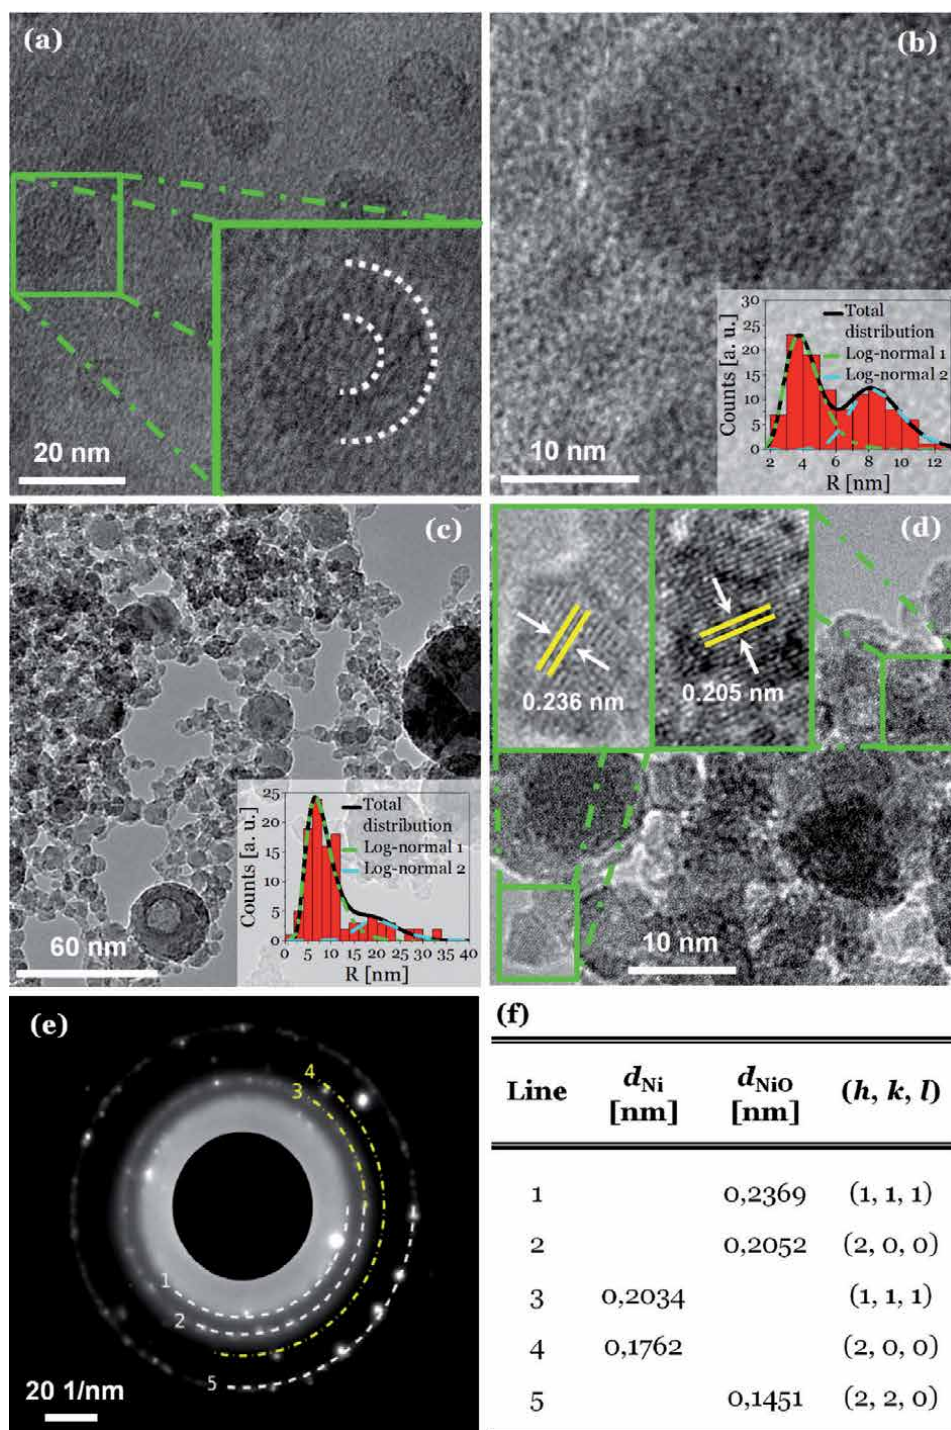 (a)
20 nm
(b)
30
25
20
15
10
5
0
Counts [a. u.]
Total
distribution
Log-normal 1
Log-normal 2
2 4 6 8 10 12
R [nm]
10 nm
(c)
60 nm
25
20
15
10
5
0
Counts [a. u.]
Total
distribution
Log-normal 1
Log-normal 2
0 5 10 15 20 25 30 35 40
R [nm]
(d)
0.236 nm
0.205 nm
10 nm
(e)
4
3
1
2
5
20 1/nm
(f)
Line d_Ni d_NiO (h, k, l)
[nm] [nm]
1 0,2369 (1, 1, 1)
2 0,2052 (2, 0, 0)
3 0,2034 (1, 1, 1)
4 0,1762 (2, 0, 0)
5 0,1451 (2, 2, 0)